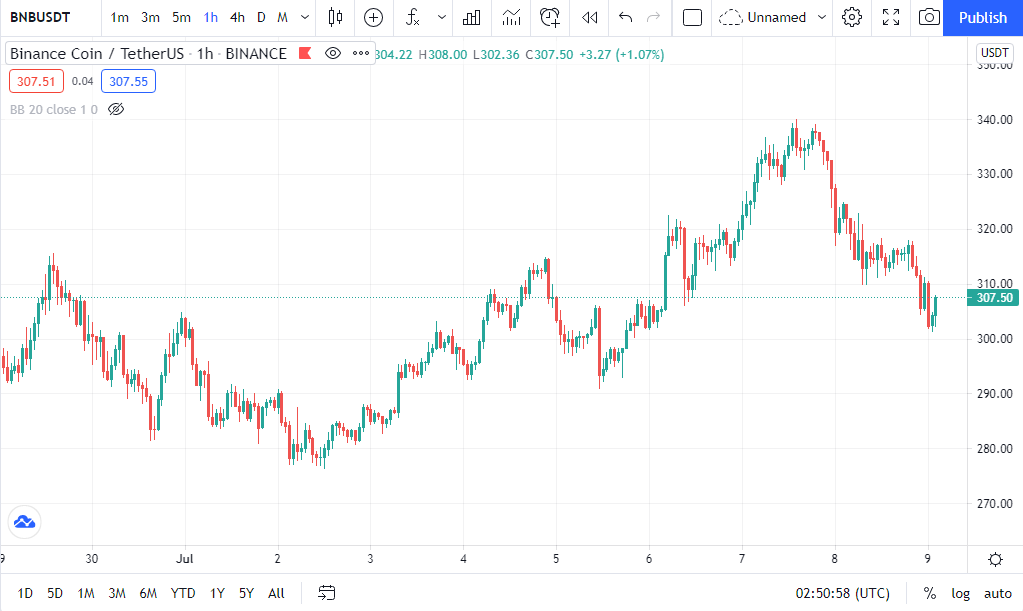 BNBUSDT 1m 3m 5m 1h 4h D M Unnamed Publish
Binance Coin / TetherUS · 1h · BINANCE 304.22 H308.00 L302.36 C307.50 +3.27 (+1.07%)
USDT
350.00
307.51 0.04 307.55
BB 20 close 1 0
340.00
330.00
320.00
310.00
307.50
300.00
290.00
280.00
270.00
9 30 Jul 2 3 4 5 6 7 8 9
1D 5D 1M 3M 6M YTD 1Y 5Y All 02:50:58 (UTC) % log auto